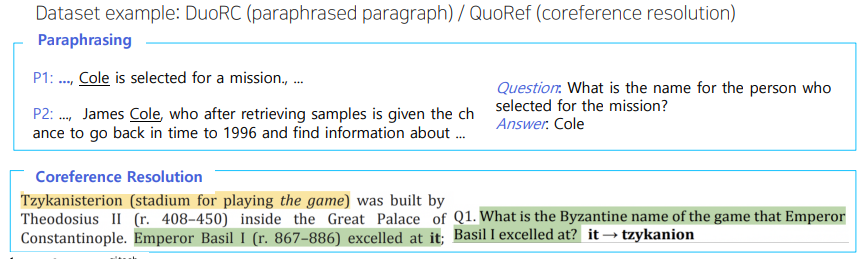 Dataset example: DuoRC (paraphrased paragraph) / QuoRef (coreference resolution)
Paraphrasing
P1: ..., Cole is selected for a mission., ...
P2: ..., James Cole, who after retrieving samples is given the ch
ance to go back in time to 1996 and find information about ...
Question: What is the name for the person who
selected for the mission?
Answer: Cole
Coreference Resolution
Tzykanisterion (stadium for playing the game) was built by
Theodosius II (r. 408–450) inside the Great Palace of
Constantinople. Emperor Basil I (r. 867–886) excelled at it;
Q1. What is the Byzantine name of the game that Emperor
Basil I excelled at? it → tzykanion